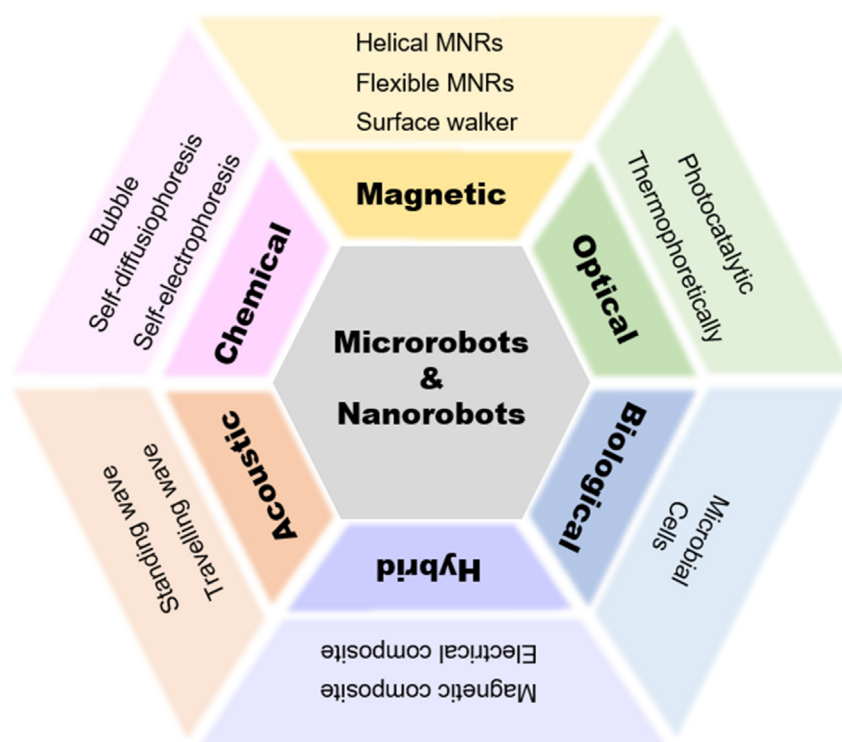 Helical MNRs
Flexible MNRs
Surface walker
Magnetic
Photocatalytic
Thermophoretically
Optical
Microbial
Cells
Biological
Hybrid
Electrical composite
Magnetic composite
Acoustic
Travelling wave
Standing wave
Bubble
Self-diffusiophoresis
Self-electrophoresis
Chemical
Microrobots
&
Nanorobots